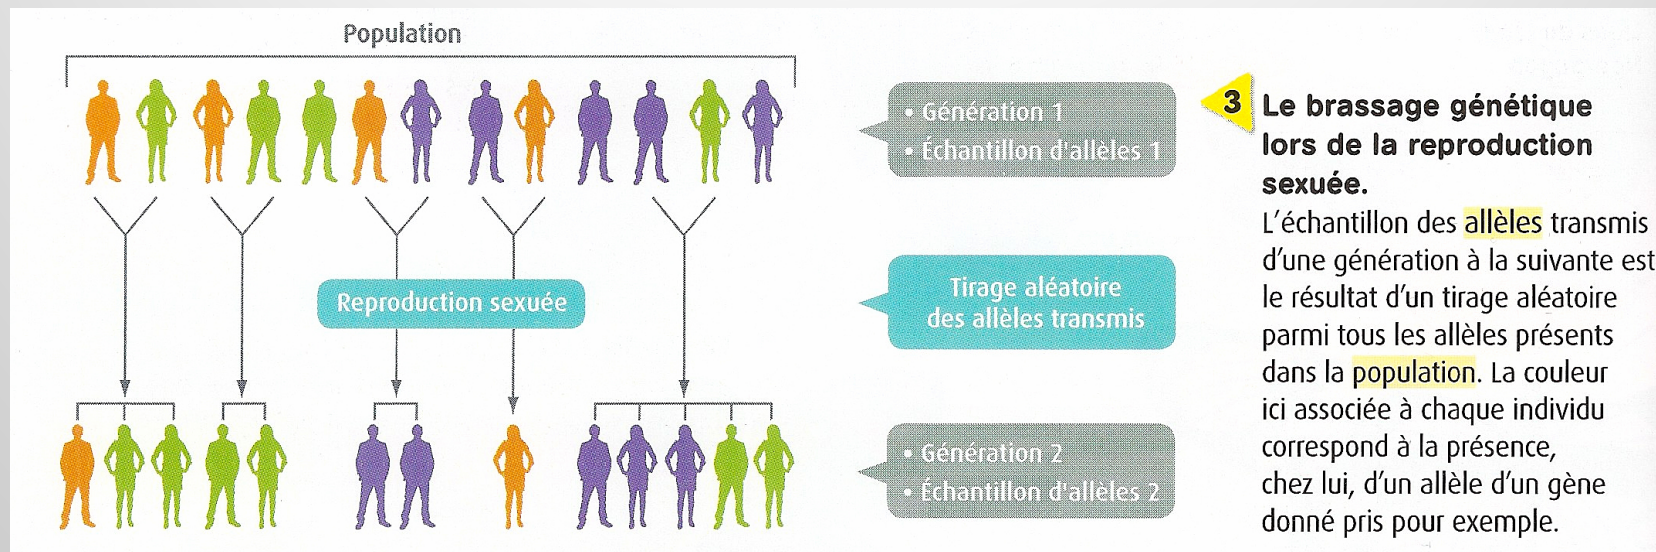 Population
• Génération 1
• Échantillon d'allèles 1
Reproduction sexuée
Tirage aléatoire
des allèles transmis
• Génération 2
• Échantillon d'allèles 2
3
Le brassage génétique
lors de la reproduction
sexuée.
L'échantillon des allèles transmis
d'une génération à la suivante est
le résultat d'un tirage aléatoire
parmi tous les allèles présents
dans la population. La couleur
ici associée à chaque individu
correspond à la présence,
chez lui, d'un allèle d'un gène
donné pris pour exemple.